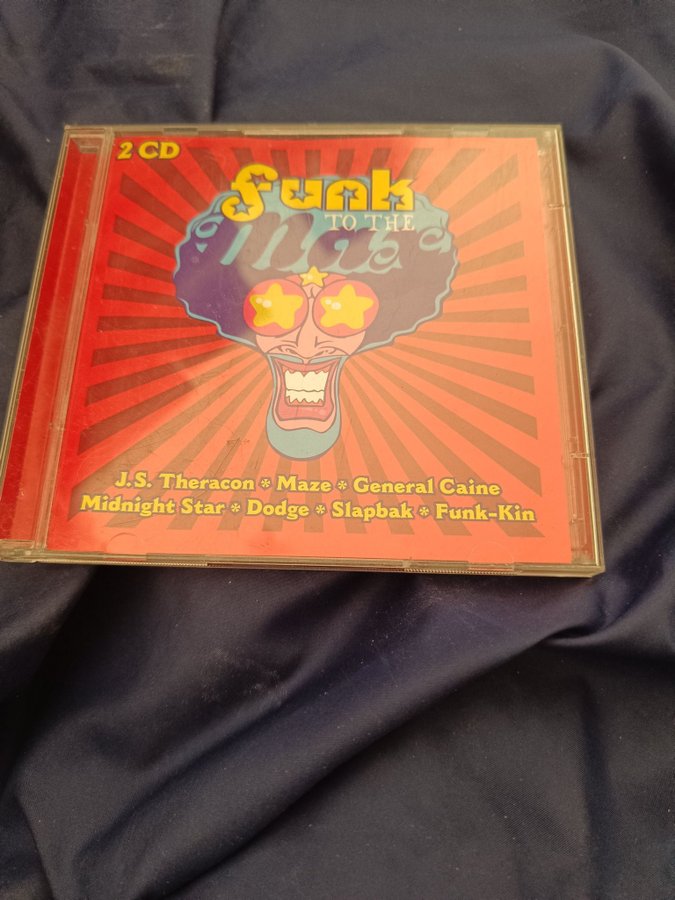 2 CD
Funk
TO THE
Max
J.S. Theracon * Maze * General Caine
Midnight Star * Dodge * Slapbak * Funk-Kin